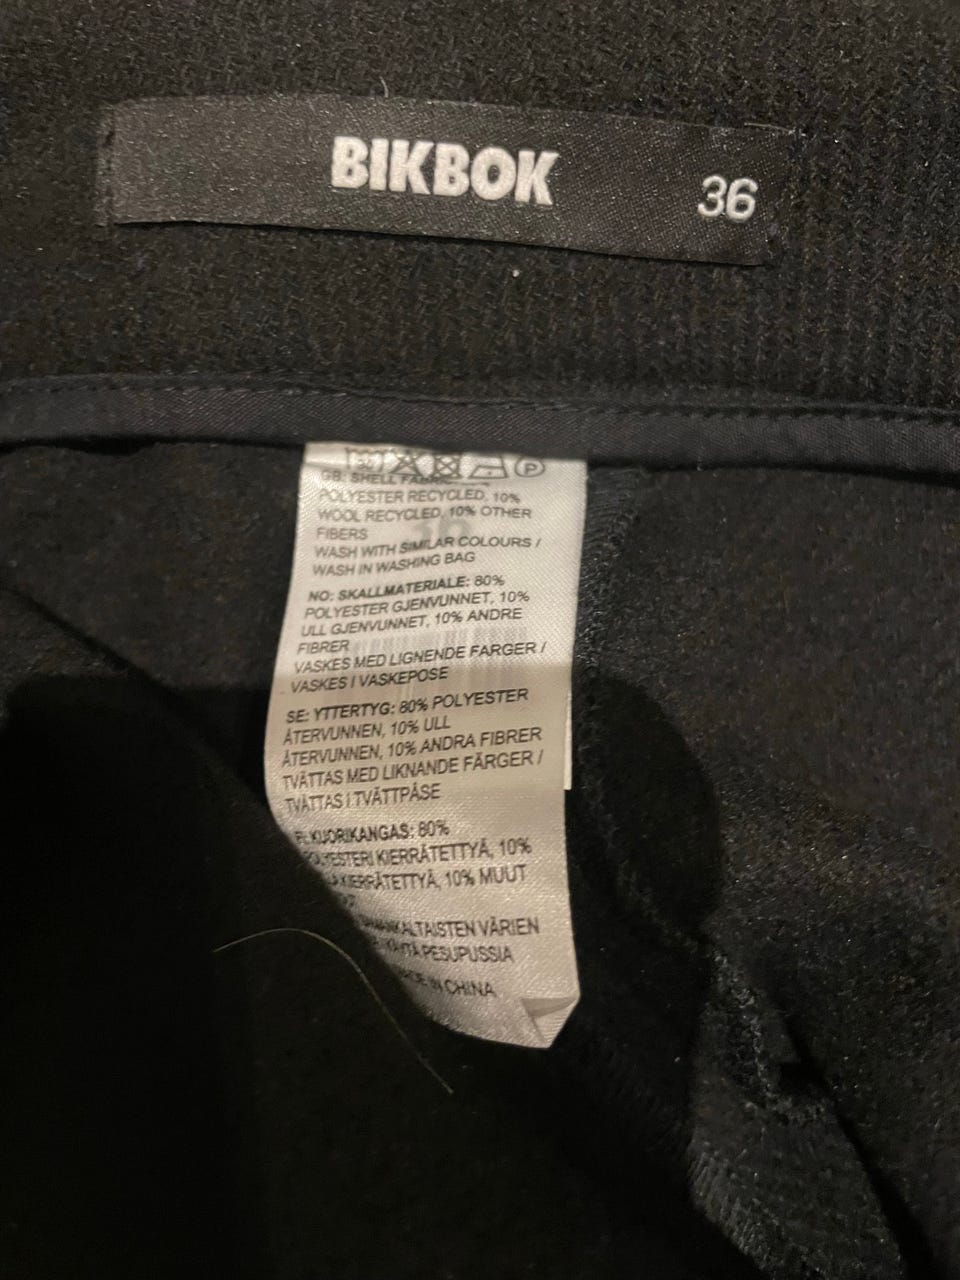 BIKBOK
36
GB: SHELL FABRIC
POLYESTER RECYCLED, 10%
WOOL RECYCLED, 10% OTHER
FIBERS
WASH WITH SIMILAR COLOURS /
WASH IN WASHING BAG
NO: SKALLMATERIALE: 80%
POLYESTER GJENVUNNET, 10%
ULL GJENVUNNET, 10% ANDRE
FIBRER
VASKES MED LIGNENDE FARGER /
VASKES I VASKEPOSE
SE: YTTERTYG: 80% POLYESTER
ÅTERVUNNEN, 10% ULL
ÅTERVUNNEN, 10% ANDRA FIBRER
TVÄTTAS MED LIKNANDE FÄRGER /
TVÄTTAS I TVÄTTPÅSE
KUORIKANGAS: 80%
KIERRÄTETTYÄ, 10%
10% MUUT
VÄRIEN
PESUPUSSIA
IN CHINA